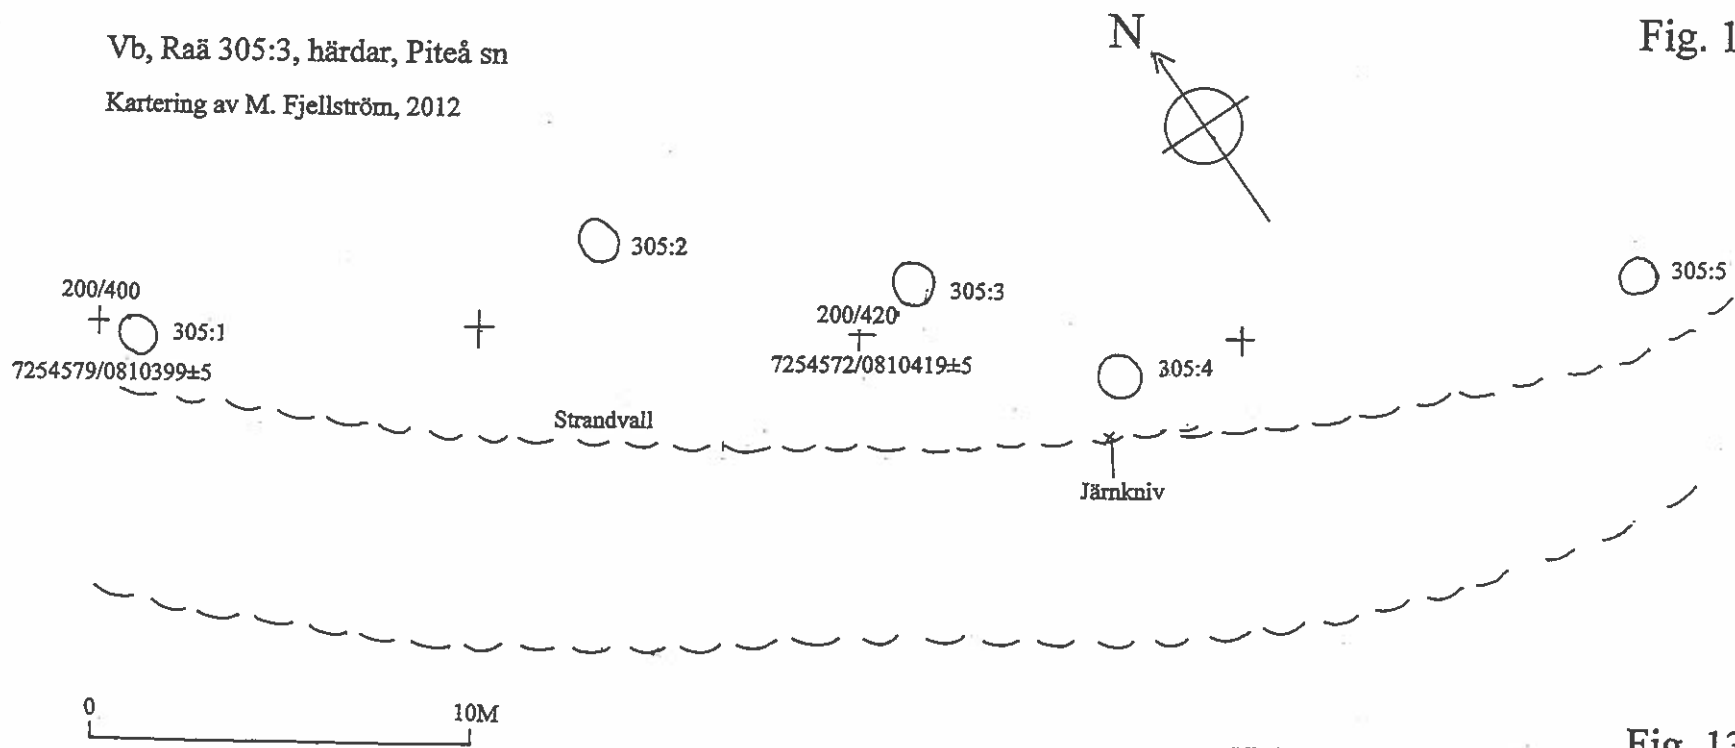 Vb, Raä 305:3, härdar, Piteå sn
Kartering av M. Fjellström, 2012
N
Fig. 1
305:2
305:3
305:5
200/400
305:1
7254579/0810399±5
200/420
7254572/0810419±5
305:4
Strandvall
Järnkniv
0
10M
Fig. 13